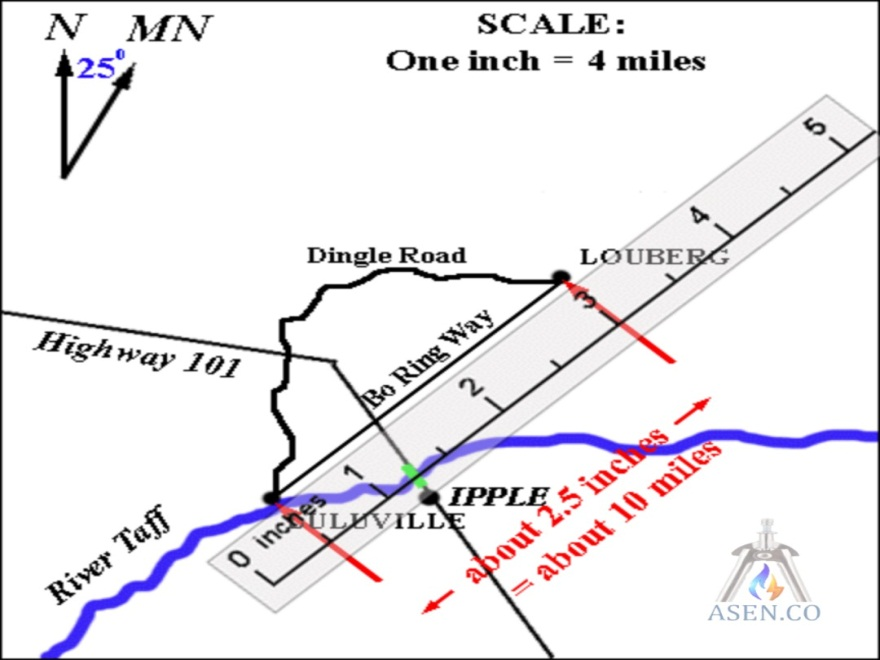 N MN
25°
SCALE:
One inch = 4 miles
5
4
Dingle Road
LOUBERG
3
Highway 101
Bo Ring Way
2
1
IPPLE
0 inches
LULUVILLE
River Taff
about 2.5 inches
= about 10 miles
ASEN.CO